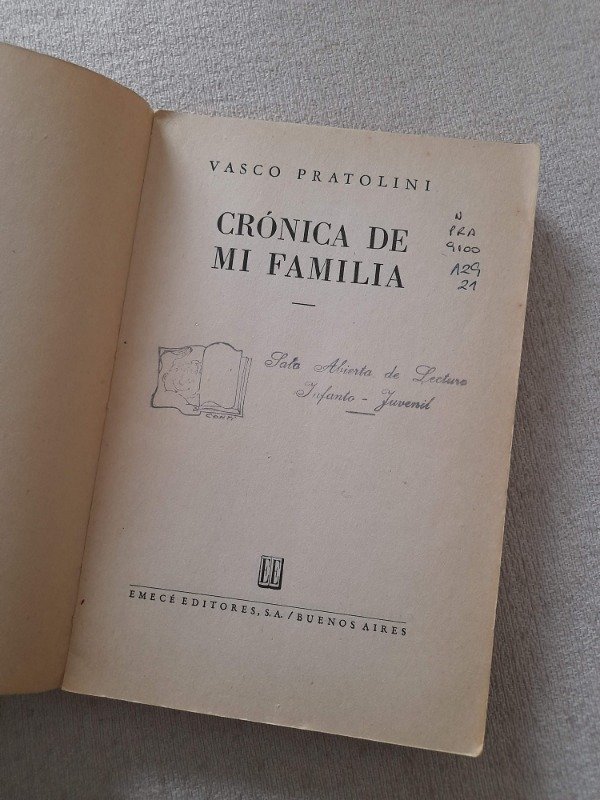 VASCO PRATOLINI
CRÓNICA DE
MI FAMILIA
N
PRA
9100
A29
21
Sala Abierta de Lectura
Infanto - Juvenil
EE
EMECÉ EDITORES, S.A. / BUENOS AIRES